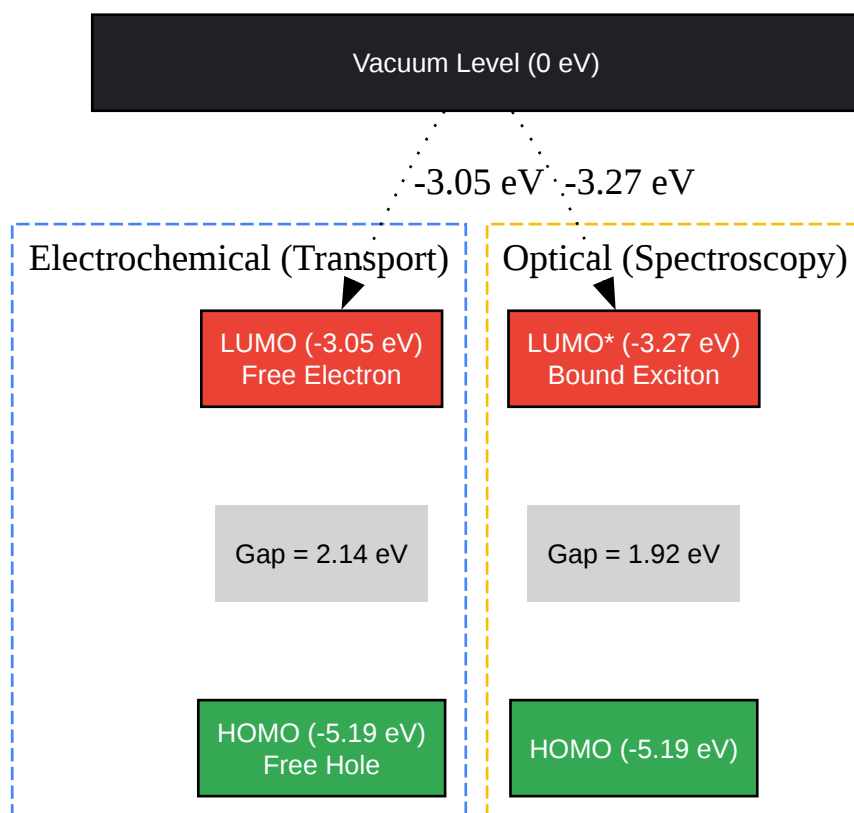 Vacuum Level (0 eV)
-3.05 eV
-3.27 eV
Electrochemical (Transport)
LUMO (-3.05 eV)
Free Electron
Gap = 2.14 eV
HOMO (-5.19 eV)
Free Hole
Optical (Spectroscopy)
LUMO* (-3.27 eV)
Bound Exciton
Gap = 1.92 eV
HOMO (-5.19 eV)